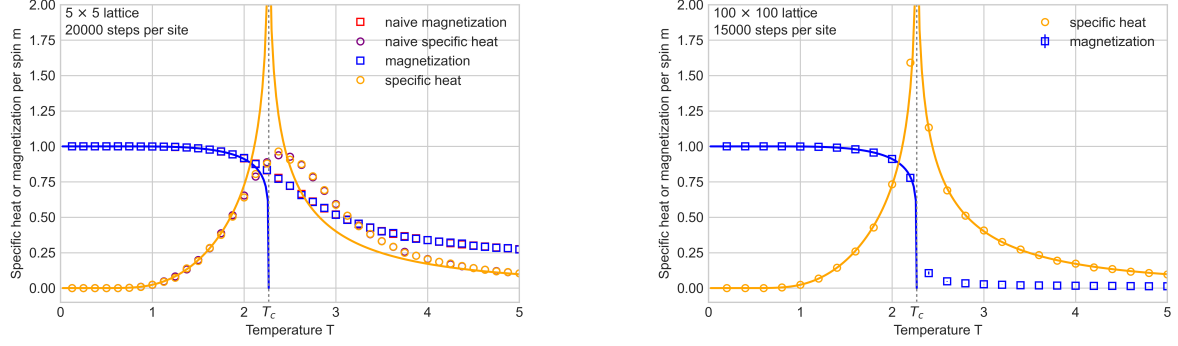 5 × 5 lattice
20000 steps per site
naive magnetization
naive specific heat
magnetization
specific heat
Specific heat or magnetization per spin m
2.00
1.75
1.50
1.25
1.00
0.75
0.50
0.25
0.00
0
1
2
T_c
3
4
5
Temperature T
100 × 100 lattice
15000 steps per site
specific heat
magnetization
Specific heat or magnetization per spin m
2.00
1.75
1.50
1.25
1.00
0.75
0.50
0.25
0.00
0
1
2
T_c
3
4
5
Temperature T